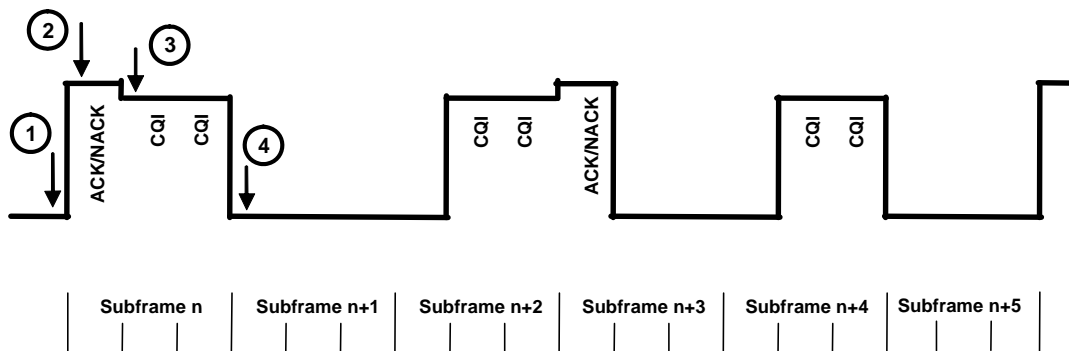 2
3
1
4
ACK/NACK
CQI
CQI
CQI
CQI
ACK/NACK
CQI
CQI
Subframe n
Subframe n+1
Subframe n+2
Subframe n+3
Subframe n+4
Subframe n+5